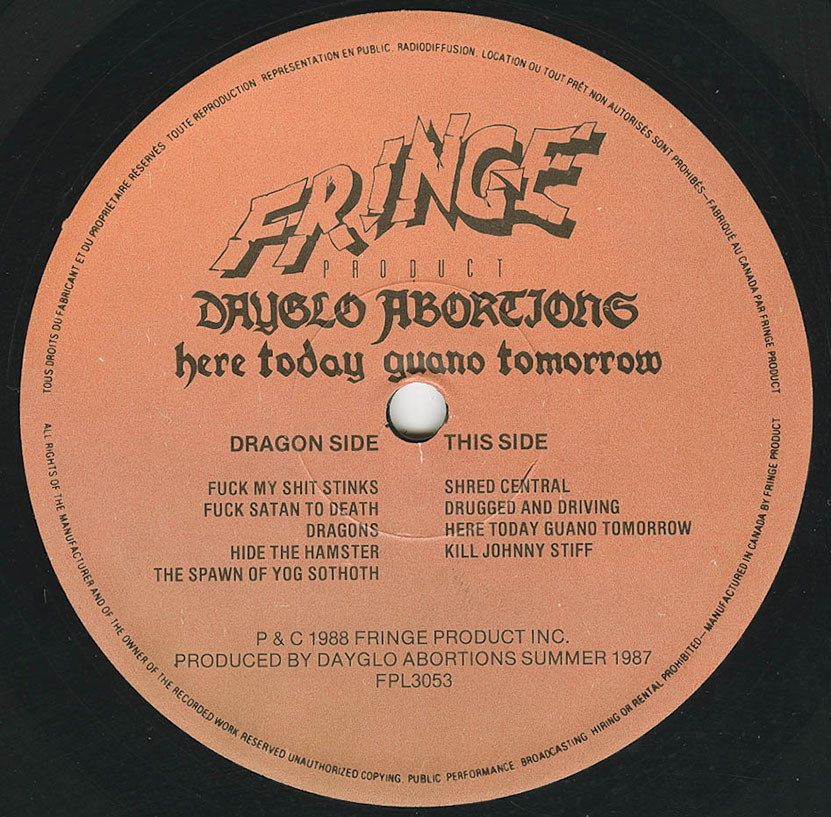 TOUS DROITS DU FABRICANT ET DU PROPRIÉTAIRE RÉSERVÉS TOUTE REPRODUCTION, REPRÉSENTATION EN PUBLIC, RADIODIFFUSION, LOCATION OU TOUT PRÊT NON AUTORISÉS SONT PROHIBÉS—FABRIQUÉ AU CANADA PAR FRINGE PRODUCT
FRINGE
PRODUCT
DAYGLO ABORTIONS
here today guano tomorrow
DRAGON SIDE
FUCK MY SHIT STINKS
FUCK SATAN TO DEATH
DRAGONS
HIDE THE HAMSTER
THE SPAWN OF YOG SOTHOTH
THIS SIDE
SHRED CENTRAL
DRUGGED AND DRIVING
HERE TODAY GUANO TOMORROW
KILL JOHNNY STIFF
P & C 1988 FRINGE PRODUCT INC.
PRODUCED BY DAYGLO ABORTIONS SUMMER 1987
FPL3053
ALL RIGHTS OF THE MANUFACTURER AND OF THE OWNER OF THE RECORDED WORK RESERVED UNAUTHORIZED COPYING, PUBLIC PERFORMANCE, BROADCASTING, HIRING OR RENTAL PROHIBITED—MANUFACTURED IN CANADA BY FRINGE PRODUCT